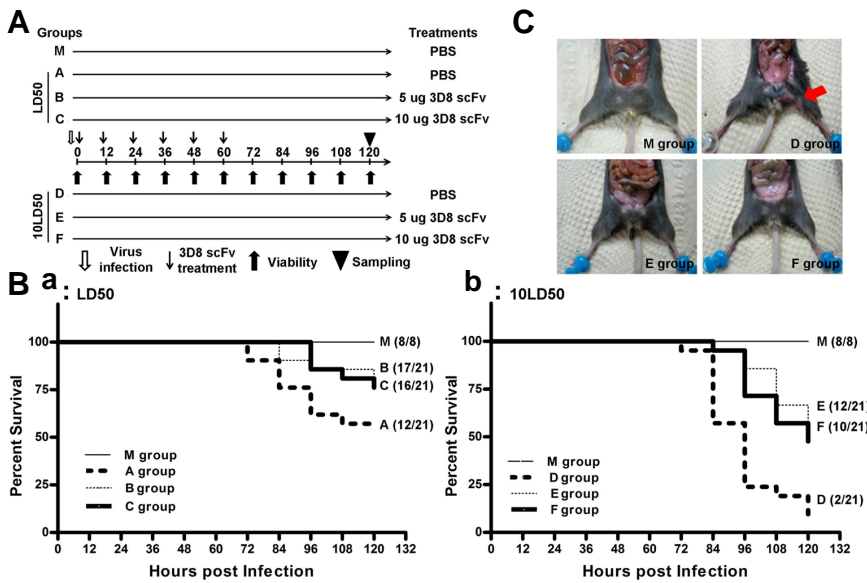 A
Groups
Treatments
M
PBS
LD50
A
PBS
B
5 ug 3D8 scFv
C
10 ug 3D8 scFv
0 12 24 36 48 60 72 84 96 108 120
10LD50
D
PBS
E
5 ug 3D8 scFv
F
10 ug 3D8 scFv
Virus infection
3D8 scFv treatment
Viability
Sampling
C
M group
D group
E group
F group
B
a : LD50
Percent Survival
100
75
50
25
0
M (8/8)
B (17/21)
C (16/21)
A (12/21)
M group
A group
B group
C group
0 12 24 36 48 60 72 84 96 108 120 132
Hours post Infection
b : 10LD50
Percent Survival
100
75
50
25
0
M (8/8)
E (12/21)
F (10/21)
D (2/21)
M group
D group
E group
F group
0 12 24 36 48 60 72 84 96 108 120 132
Hours post Infection